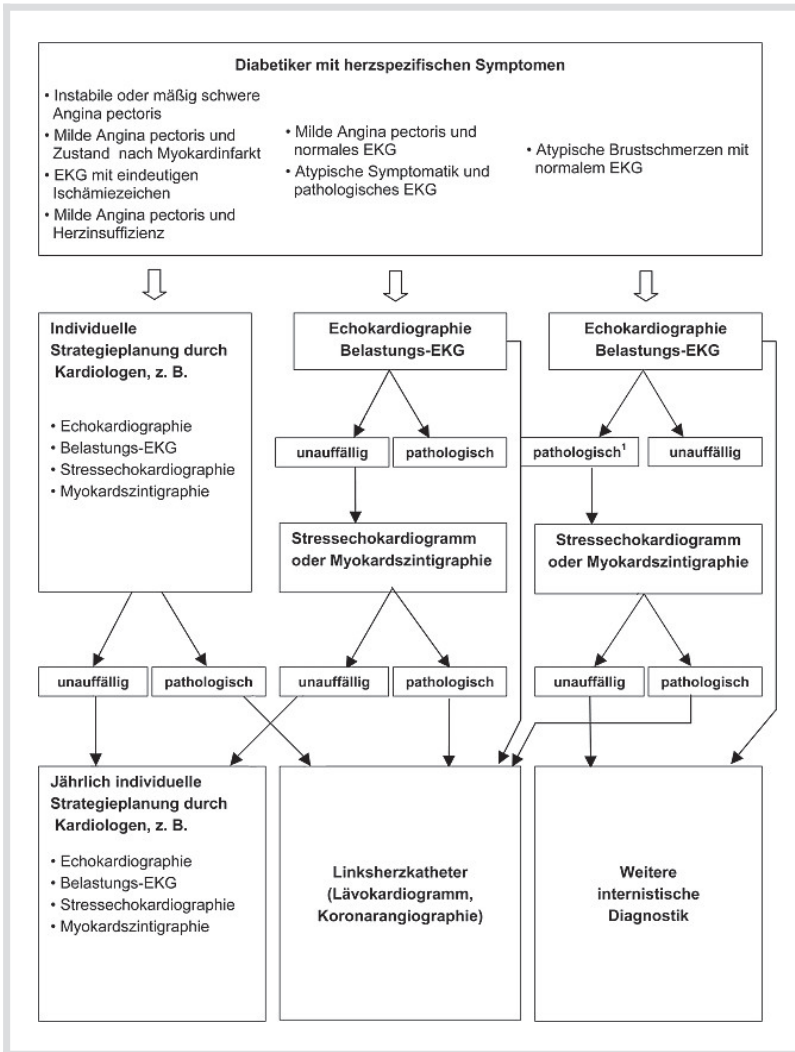 Diabetiker mit herzspezifischen Symptomen
• Instabile oder mäßig schwere
Angina pectoris
• Milde Angina pectoris und
Zustand nach Myokardinfarkt
• EKG mit eindeutigen
Ischämiezeichen
• Milde Angina pectoris und
Herzinsuffizienz
• Milde Angina pectoris und
normales EKG
• Atypische Symptomatik und
pathologisches EKG
• Atypische Brustschmerzen mit
normalem EKG
Individuelle
Strategieplanung durch
Kardiologen, z. B.
• Echokardiographie
• Belastungs-EKG
• Stressechokardiographie
• Myokardszintigraphie
Echokardiographie
Belastungs-EKG
Echokardiographie
Belastungs-EKG
unauffällig
pathologisch
pathologisch¹
unauffällig
Stressechokardiogramm
oder Myokardszintigraphie
Stressechokardiogramm
oder Myokardszintigraphie
unauffällig
pathologisch
unauffällig
pathologisch
unauffällig
pathologisch
Jährlich individuelle
Strategieplanung durch
Kardiologen, z. B.
• Echokardiographie
• Belastungs-EKG
• Stressechokardiographie
• Myokardszintigraphie
Linksherzkatheter
(Lävokardiogramm,
Koronarangiographie)
Weitere
internistische
Diagnostik